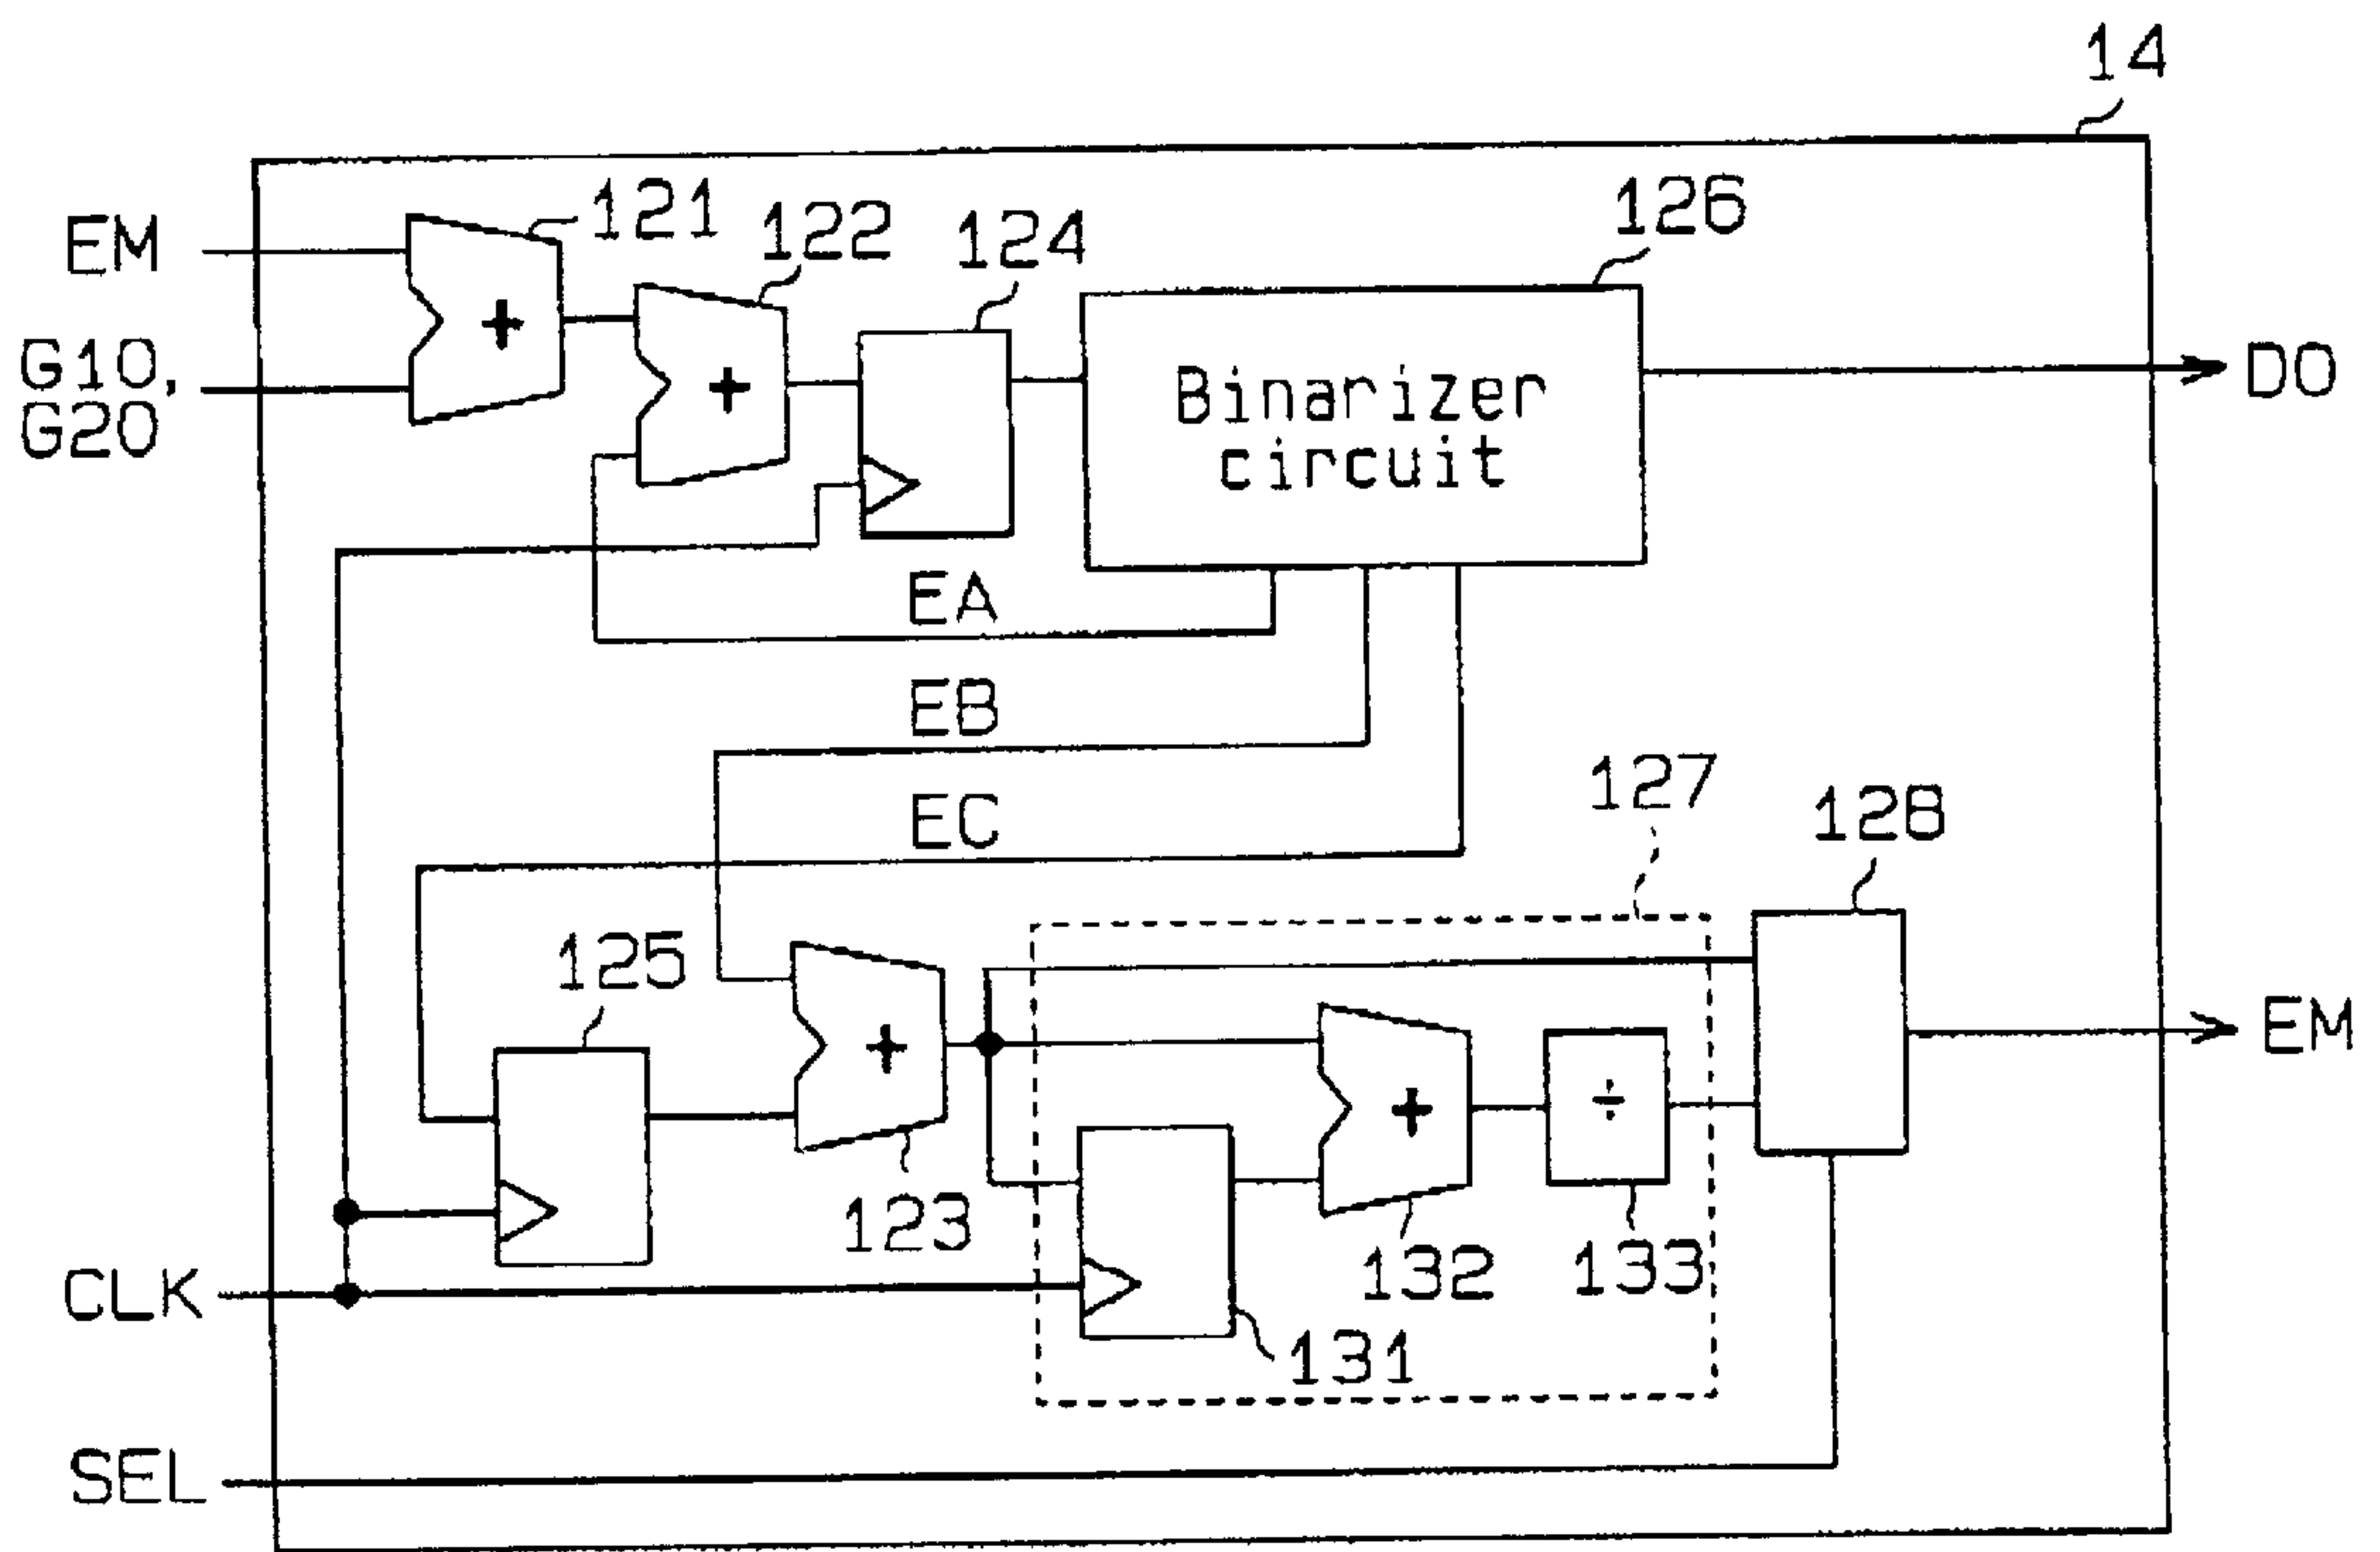 14
EM
121
122
124
126
G10,
G20
+
+
Binarizer
circuit
DO
EA
EB
EC
127
128
125
+
+
÷
EM
123
132
133
131
CLK
SEL